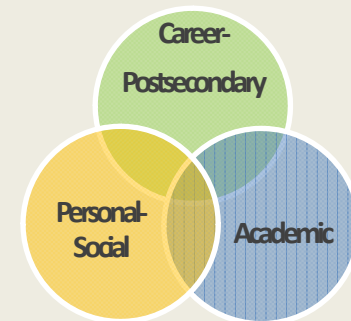 Career-
Postsecondary
Personal-
Social
Academic